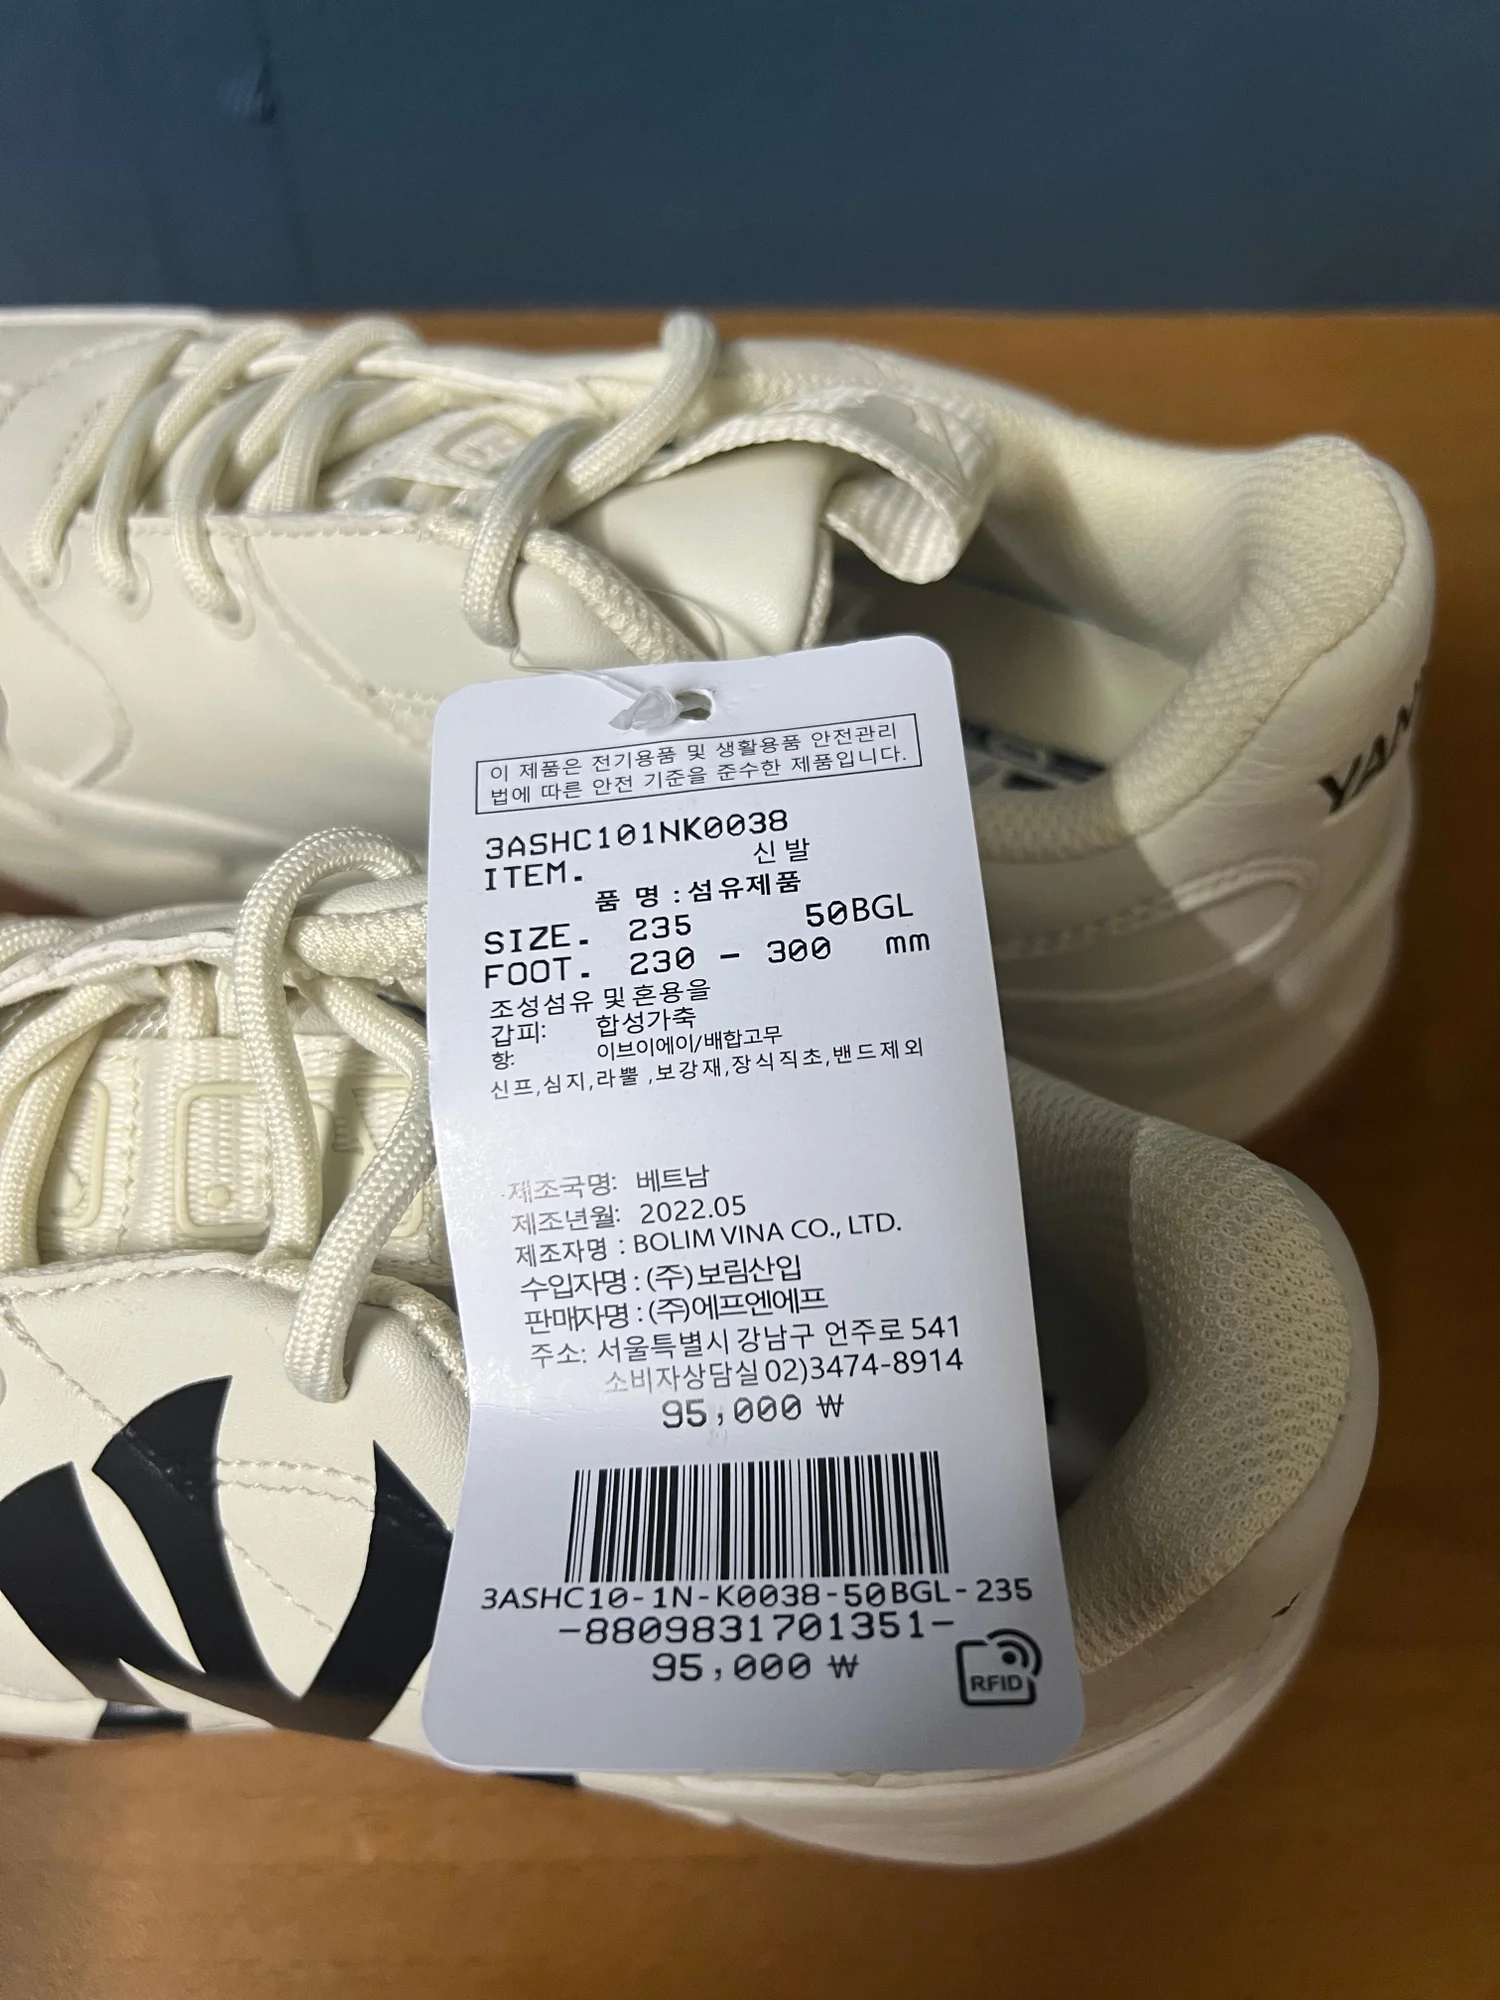 이 제품은 전기용품 및 생활용품 안전관리
법에 따른 안전 기준을 준수한 제품입니다.
3ASHC101NK0038
ITEM. 신발
품 명 : 섬유제품
SIZE. 235 50BGL
FOOT. 230 - 300 mm
조성섬유 및 혼용율
갑피: 합성가죽
창: 이브이에이/배합고무
신프,심지,라뿔 ,보강재,장식직초,밴드제외
제조국명: 베트남
제조년월: 2022.05
제조자명 : BOLIM VINA CO., LTD.
수입자명 : (주)보림산업
판매자명 : (주)에프엔에프
주소: 서울특별시 강남구 언주로 541
소비자상담실 02)3474-8914
95,000 ₩
3ASHC10-1N-K0038-50BGL-235
-8809831701351-
95,000 ₩
RFID